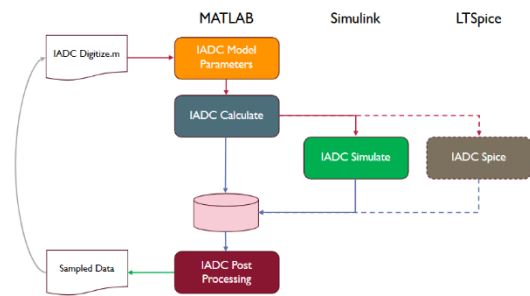 MATLAB
Simulink
LTSpice
IADC Digitize.m
IADC Model
Parameters
IADC Calculate
IADC Simulate
IADC Spice
Sampled Data
IADC Post
Processing